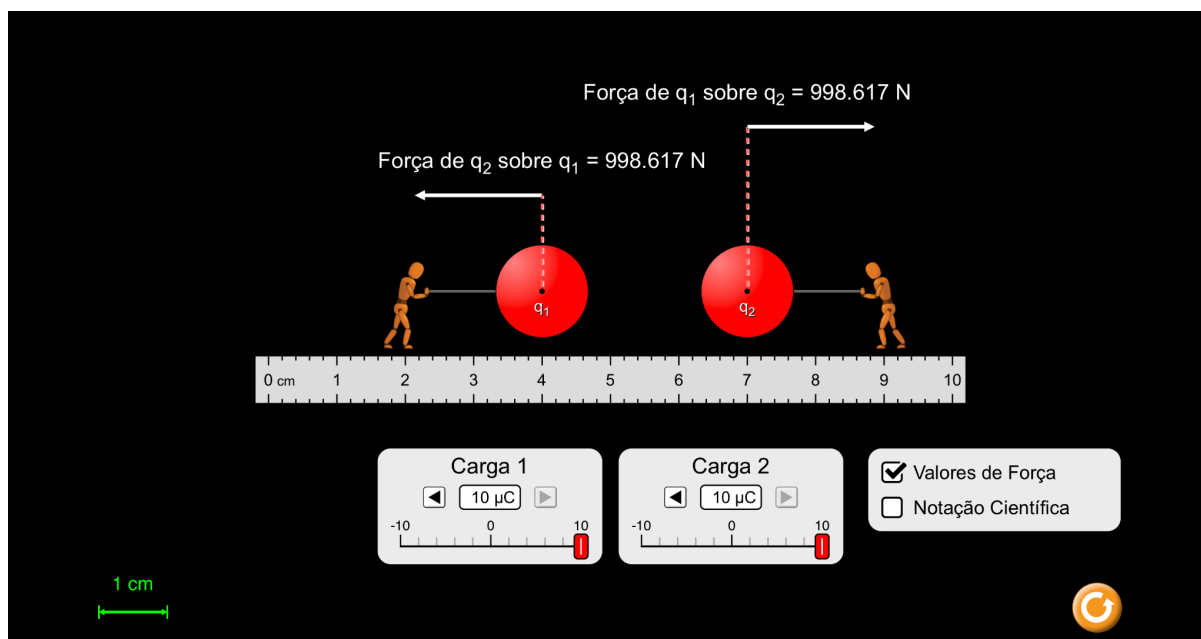 Força de q₁ sobre q₂ = 998.617 N
Força de q₂ sobre q₁ = 998.617 N
q₁
q₂
0 cm 1 2 3 4 5 6 7 8 9 10
Carga 1
10 μC
-10 0 10
Carga 2
10 μC
-10 0 10
Valores de Força
Notação Científica
1 cm